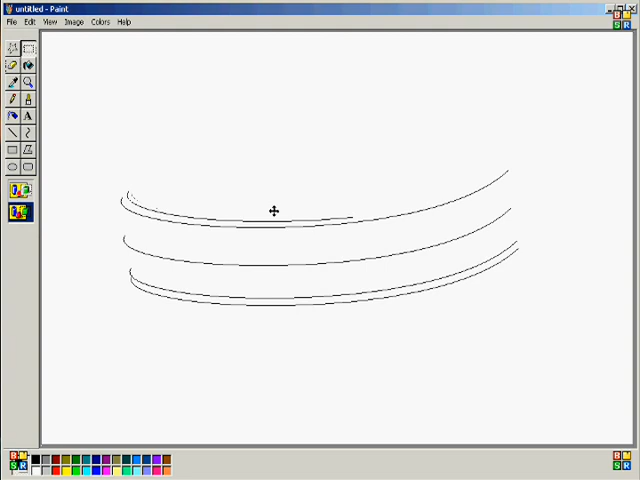 untitled - Paint
File Edit View Image Colors Help
B M
S R
A
B M
S R
B M
S R